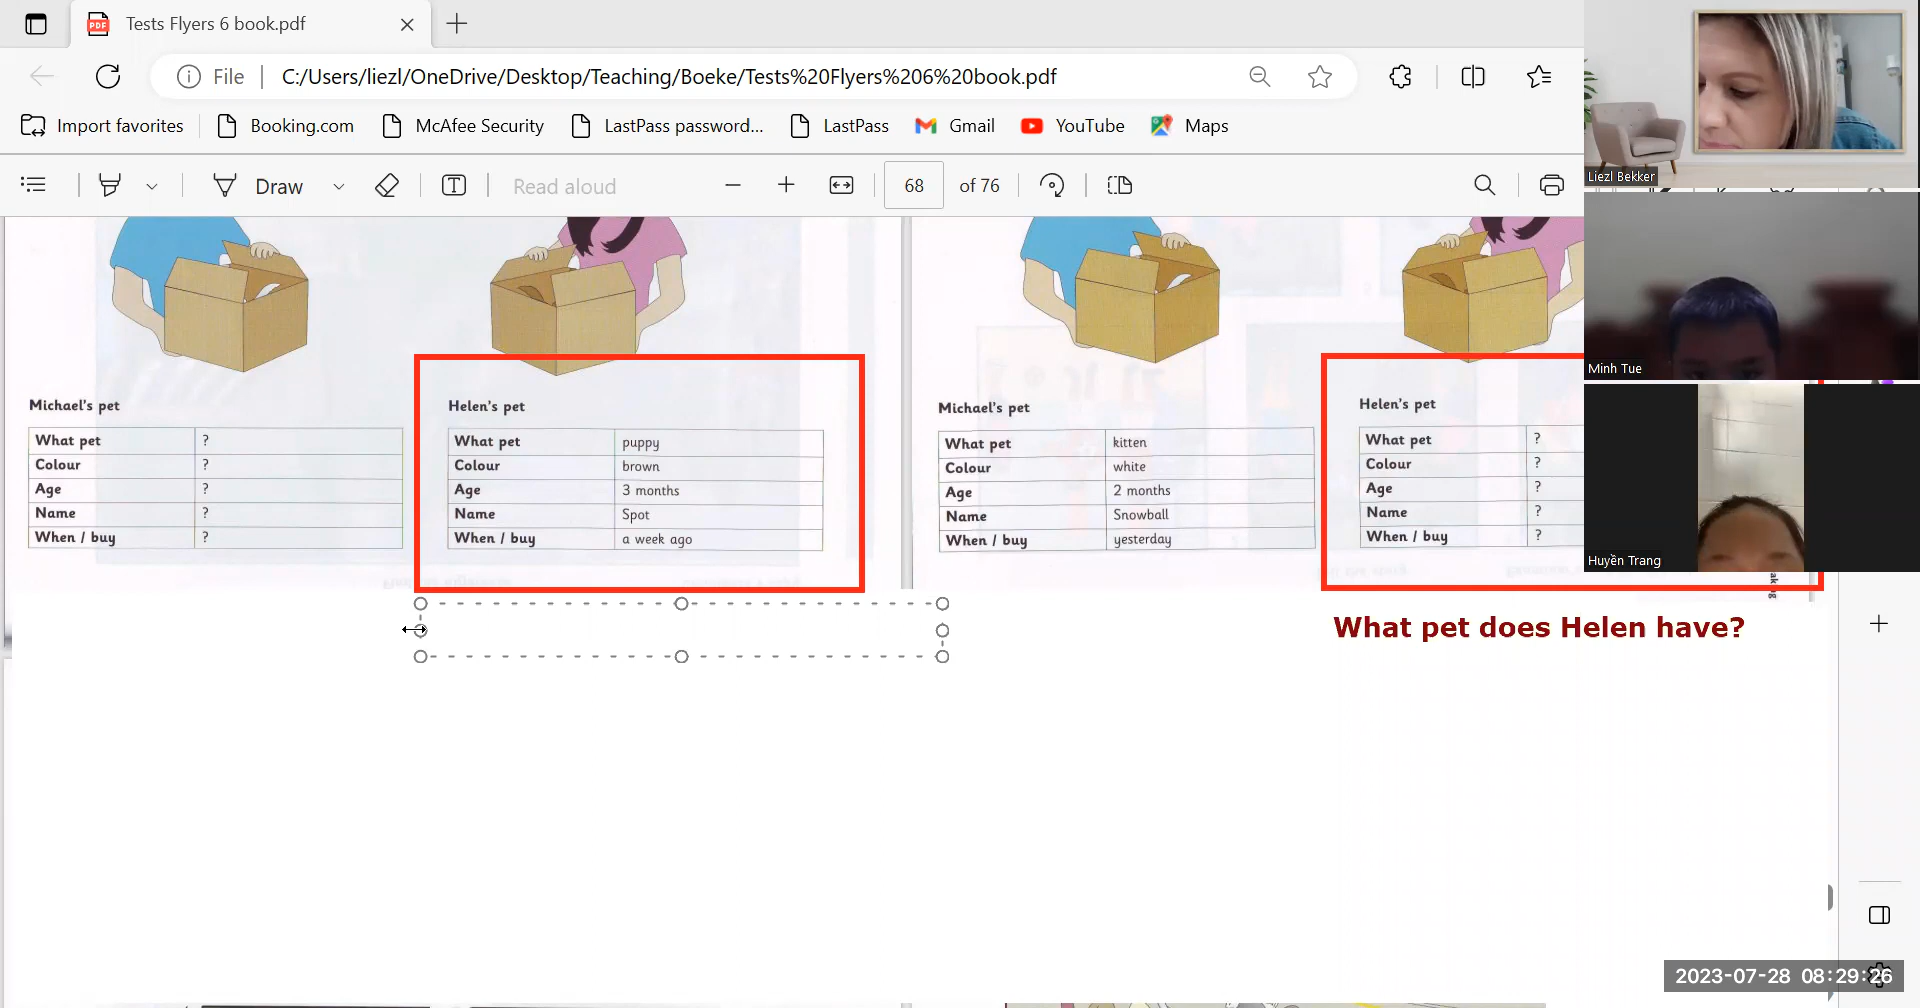 Tests Flyers 6 book.pdf
File C:/Users/liezl/OneDrive/Desktop/Teaching/Boeke/Tests%20Flyers%206%20book.pdf
Import favorites Booking.com McAfee Security LastPass password... LastPass Gmail YouTube Maps
Draw Read aloud 68 of 76
Liezl Bekker
Minh Tue
Huyền Trang
Michael's pet
What pet ?
Colour ?
Age ?
Name ?
When / buy ?
Helen's pet
What pet puppy
Colour brown
Age 3 months
Name Spot
When / buy a week ago
Michael's pet
What pet kitten
Colour white
Age 2 months
Name Snowball
When / buy yesterday
Helen's pet
What pet ?
Colour ?
Age ?
Name ?
When / buy ?
What pet does Helen have?
2023-07-28 08:29:26